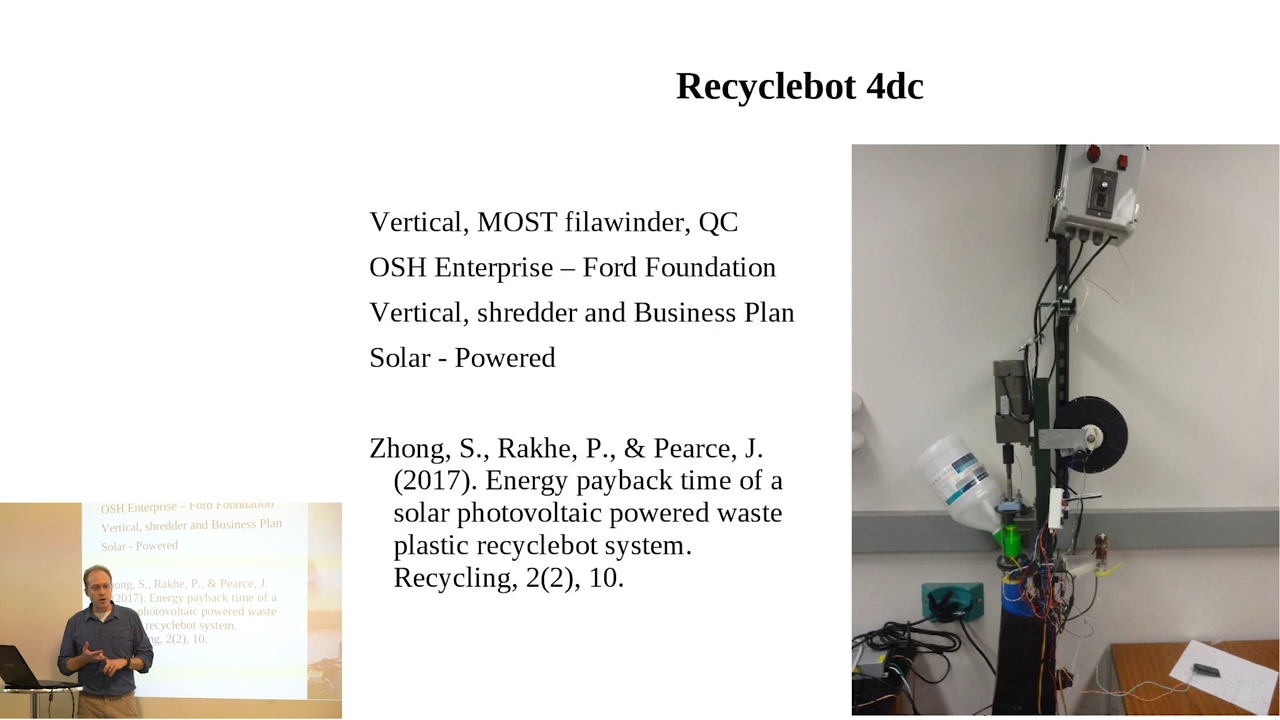 Recyclebot 4dc
Vertical, MOST filawinder, QC
OSH Enterprise – Ford Foundation
Vertical, shredder and Business Plan
Solar - Powered
Zhong, S., Rakhe, P., & Pearce, J.
(2017). Energy payback time of a
solar photovoltaic powered waste
plastic recyclebot system.
Recycling, 2(2), 10.
OSH Enterprise – Ford Foundation
Vertical, shredder and Business Plan
Solar - Powered
S., Rakhe, P., & Pearce, J.
2017). Energy payback time of a
photovoltaic powered waste
recyclebot system.
2(2), 10.